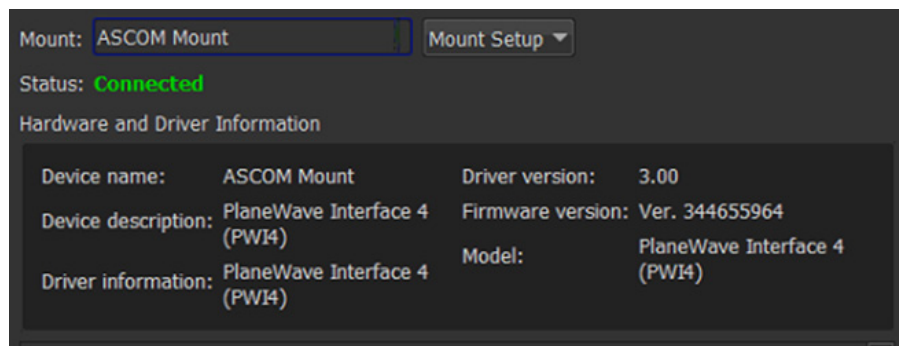 Mount: ASCOM Mount Mount Setup
Status: Connected
Hardware and Driver Information
Device name: ASCOM Mount
Device description: PlaneWave Interface 4
(PWI4)
Driver information: PlaneWave Interface 4
(PWI4)
Driver version: 3.00
Firmware version: Ver. 344655964
Model: PlaneWave Interface 4
(PWI4)